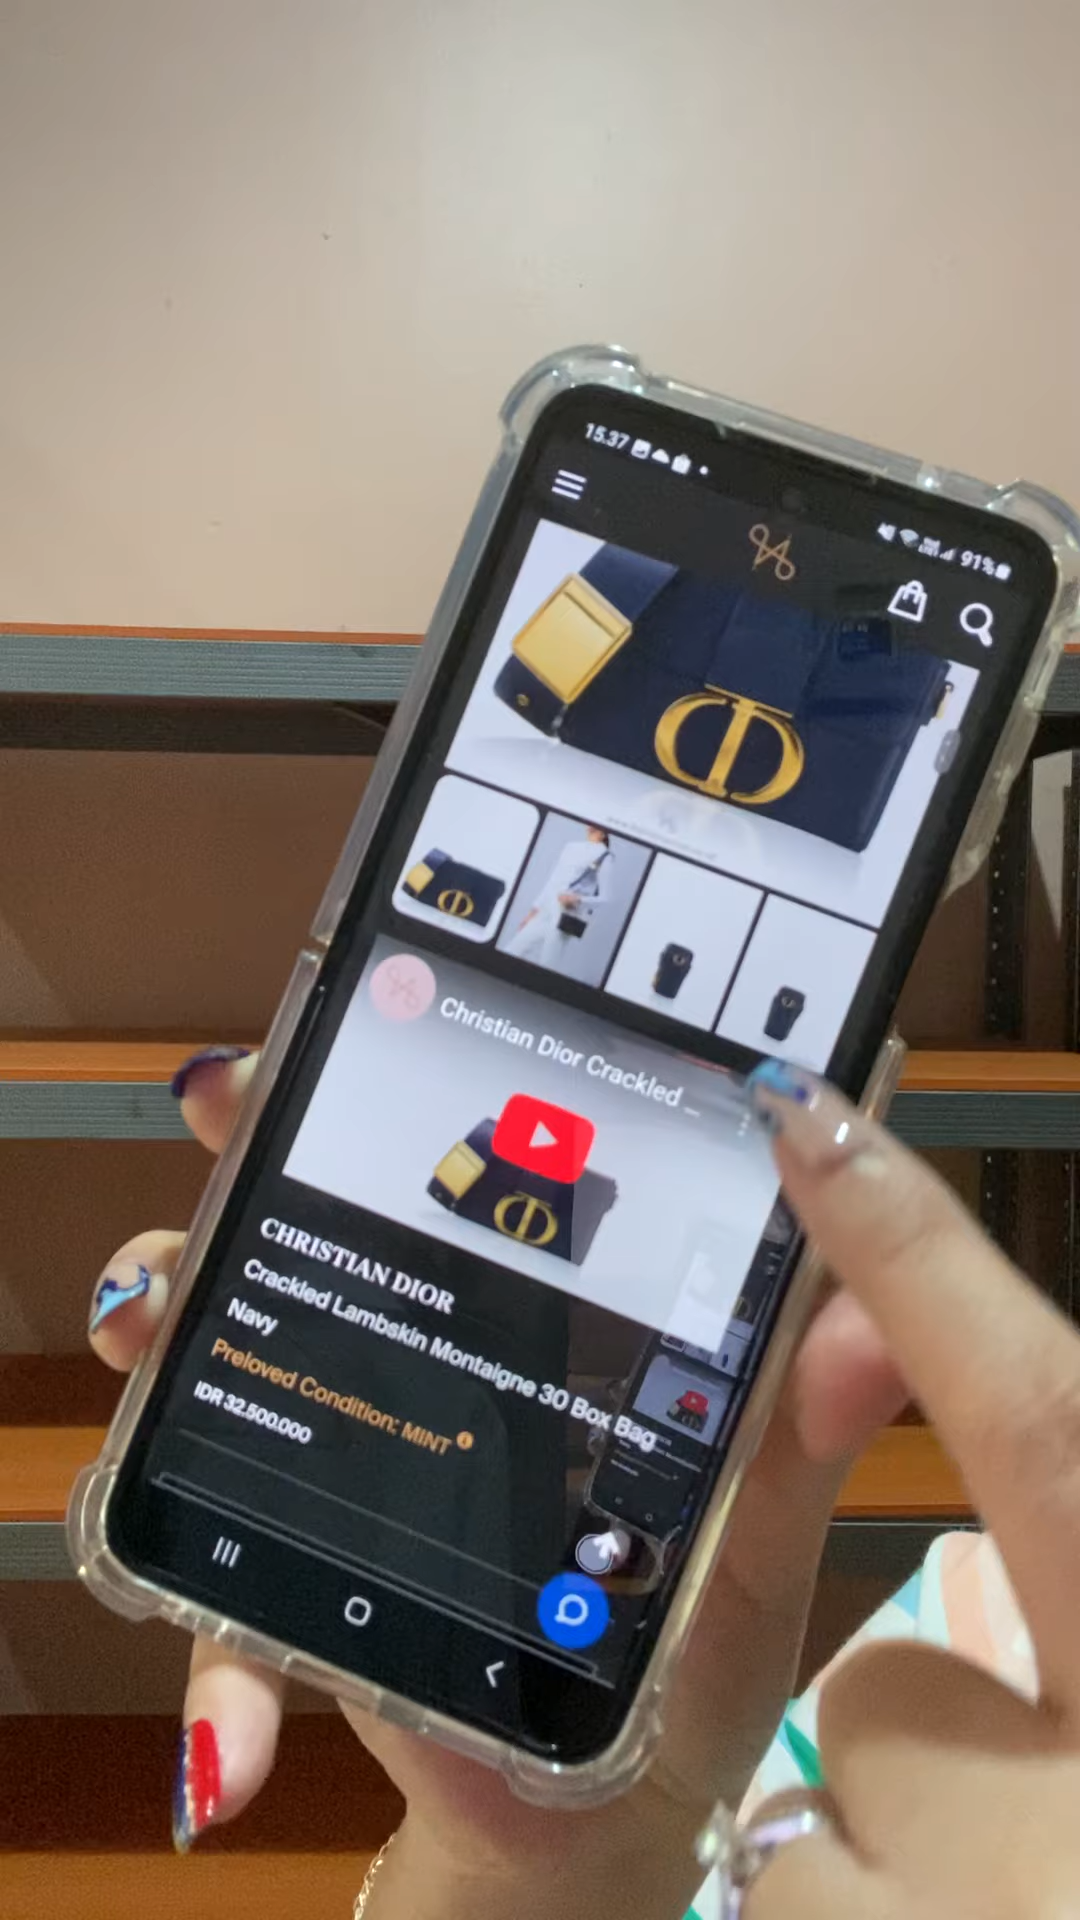 15.37
91%
Christian Dior Crackled ...
CHRISTIAN DIOR
Crackled Lambskin Montaigne 30 Box Bag
Navy
Preloved Condition: MINT
IDR 32.500.000